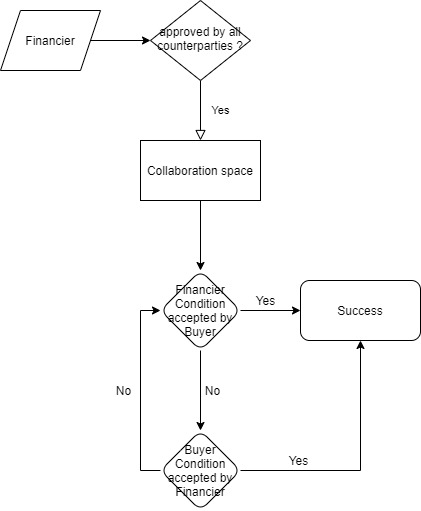 Financier
approved by all
counterparties ?
Yes
Collaboration space
Financier
Condition
accepted by
Buyer
Yes
Success
No
No
Buyer
Condition
accepted by
Financier
Yes